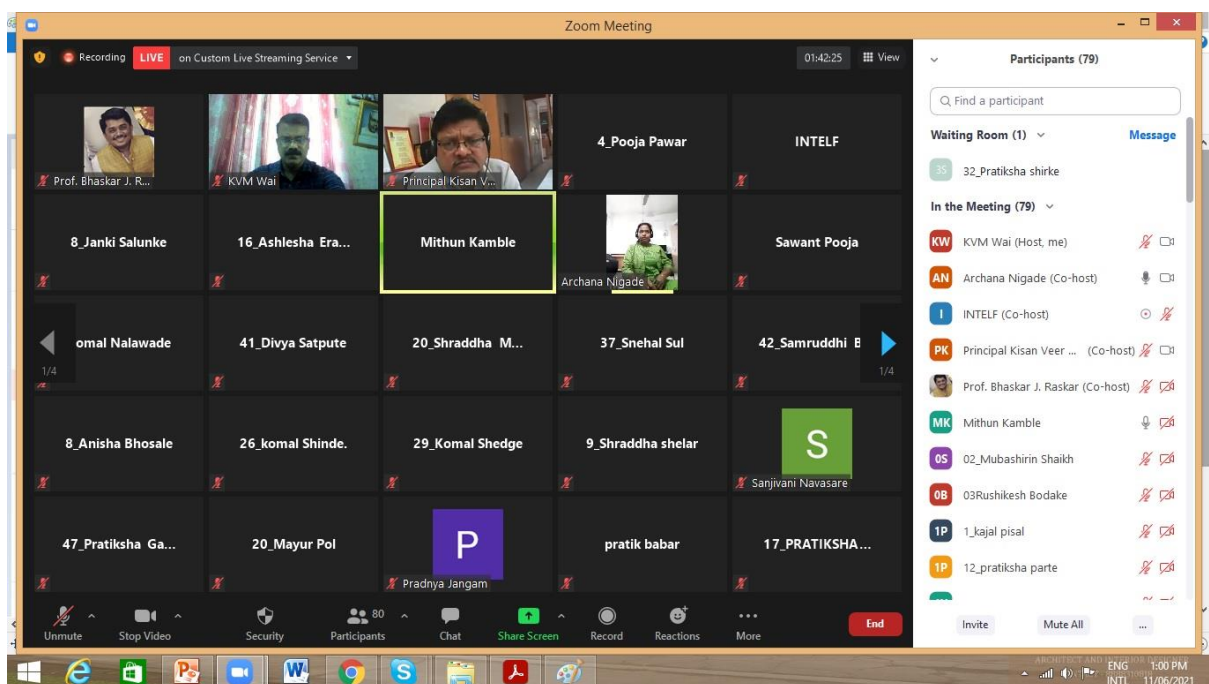 Zoom Meeting
Recording LIVE on Custom Live Streaming Service
01:42:25 View
Prof. Bhaskar J. R...
KVM Wai
Principal Kisan V...
4_Pooja Pawar
INTELF
8_Janki Salunke
16_Ashlesha Era...
Mithun Kamble
Archana Nigade
Sawant Pooja
omal Nalawade
41_Divya Satpute
20_Shraddha M...
37_Snehal Sul
42_Samruddhi B
1/4
1/4
8_Anisha Bhosale
26_komal Shinde.
29_Komal Shedge
9_Shraddha shelar
S
Sanjivani Navasare
47_Pratiksha Ga...
20_Mayur Pol
P
Pradnya Jangam
pratik babar
17_PRATIKSHA...
Unmute
Stop Video
Security
80
Participants
Chat
Share Screen
Record
Reactions
More
End
Participants (79)
Find a participant
Waiting Room (1) Message
3S 32_Pratiksha shirke
In the Meeting (79)
KW KVM Wai (Host, me)
AN Archana Nigade (Co-host)
I INTELF (Co-host)
PK Principal Kisan Veer ... (Co-host)
Prof. Bhaskar J. Raskar (Co-host)
MK Mithun Kamble
0S 02_Mubashirin Shaikh
0B 03Rushikesh Bodake
1P 1_kajal pisal
1P 12_pratiksha parte
Invite Mute All ...
ARCHITECT AND INTERIOR DESIGNER
ENG 1:00 PM
INTL 11/06/2021